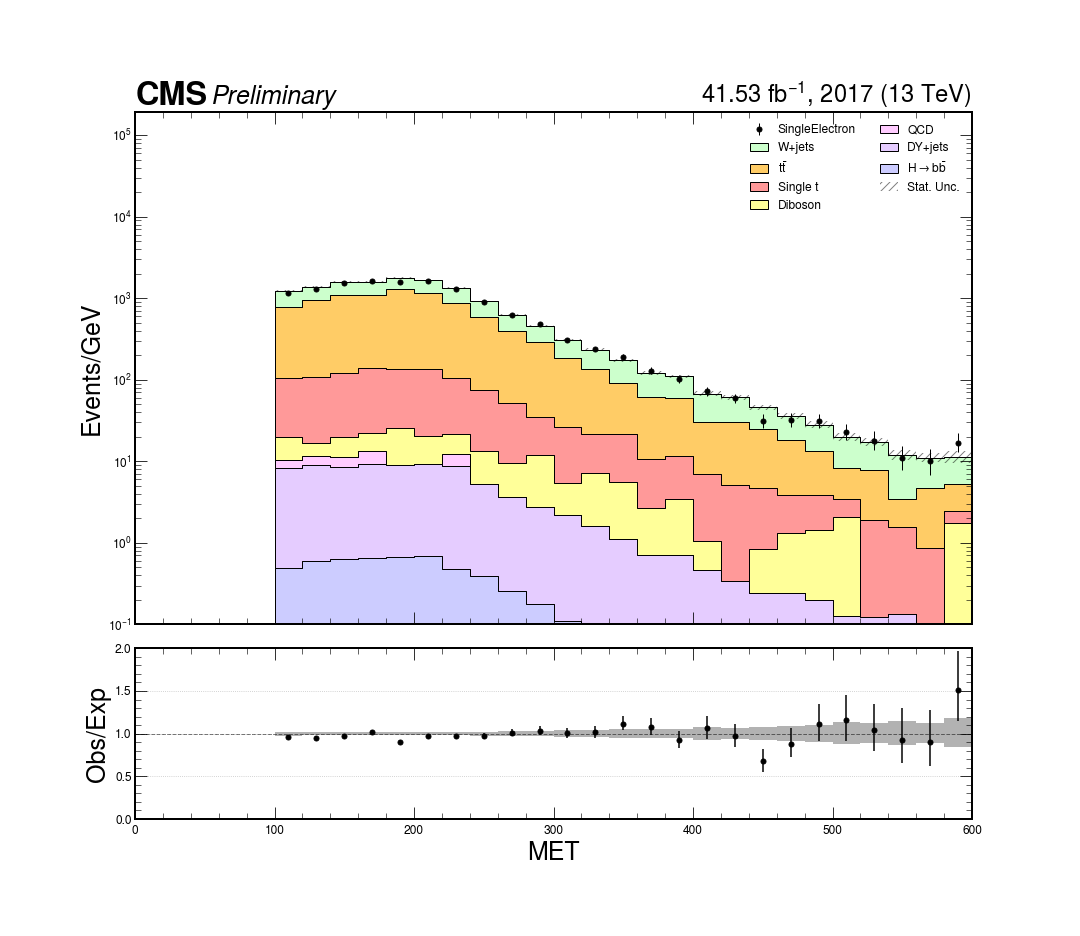 CMS Preliminary
41.53 fb⁻¹, 2017 (13 TeV)
SingleElectron
W+jets
tt̄
Single t
Diboson
QCD
DY+jets
H→bb̄
Stat. Unc.
Events/GeV
10⁵
10⁴
10³
10²
10¹
10⁰
10⁻¹
Obs/Exp
2.0
1.5
1.0
0.5
0.0
0 100 200 300 400 500 600
MET